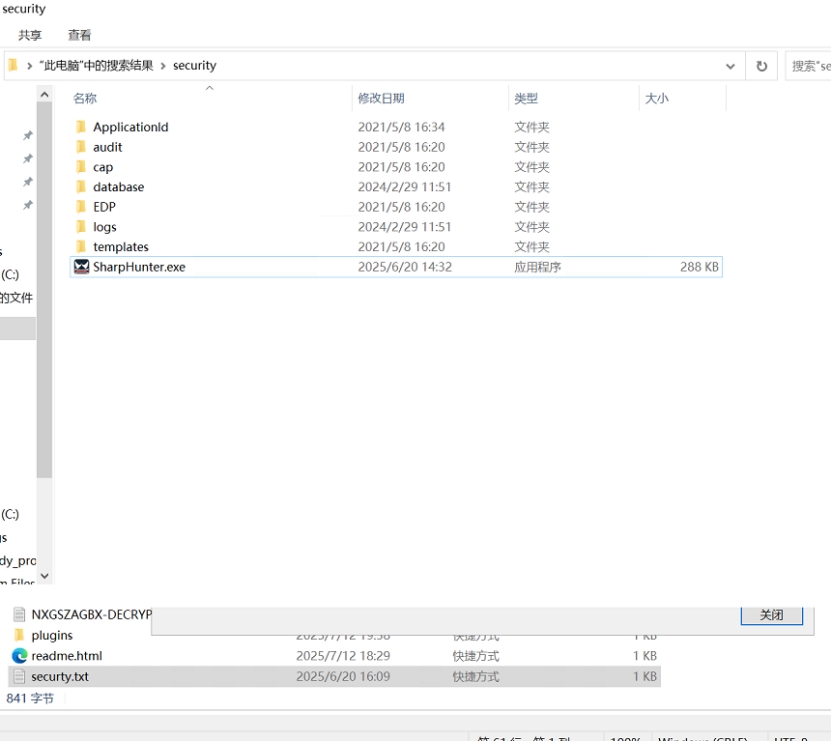 security
共享 查看
"此电脑"中的搜索结果 security 搜索"se
名称 修改日期 类型 大小
ApplicationId 2021/5/8 16:34 文件夹
audit 2021/5/8 16:20 文件夹
cap 2021/5/8 16:20 文件夹
database 2024/2/29 11:51 文件夹
EDP 2021/5/8 16:20 文件夹
logs 2024/2/29 11:51 文件夹
templates 2021/5/8 16:20 文件夹
SharpHunter.exe 2025/6/20 14:32 应用程序 288 KB
s
(C:)
的文件
(C:)
gs
dy_pro
m Files
NXGSZAGBX-DECRYP 关闭
plugins 2025/7/12 19:38 快捷方式 1 KB
readme.html 2025/7/12 18:29 快捷方式 1 KB
securty.txt 2025/6/20 16:09 快捷方式 1 KB
841 字节
第 61 行，第 1 列 100% Windows (CRLF) UTF-8